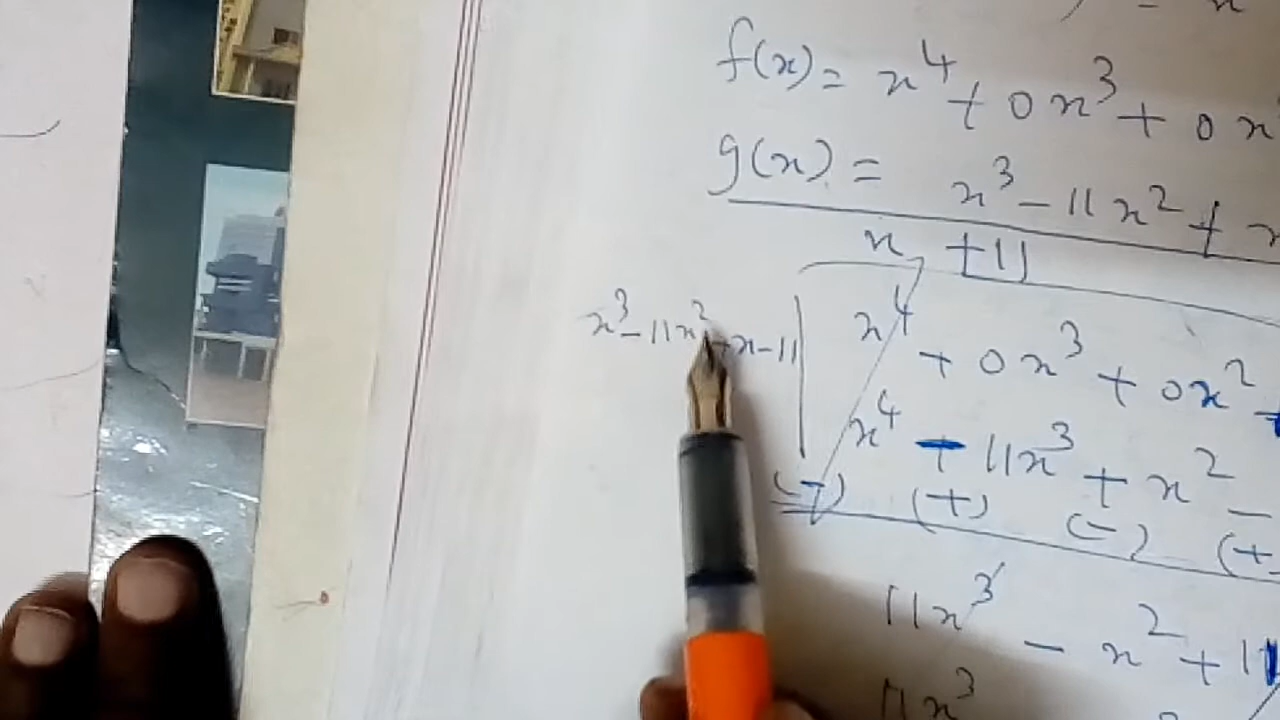 f(x) = x⁴ + 0x³ + 0x
g(x) = x³ - 11x² + x
x + 11
x³ - 11x² + x - 11 | x⁴ + 0x³ + 0x² +
x⁴ - 11x³ + x² -
(-) (+) (-) (+)
11x³ - x² + 11
11x³